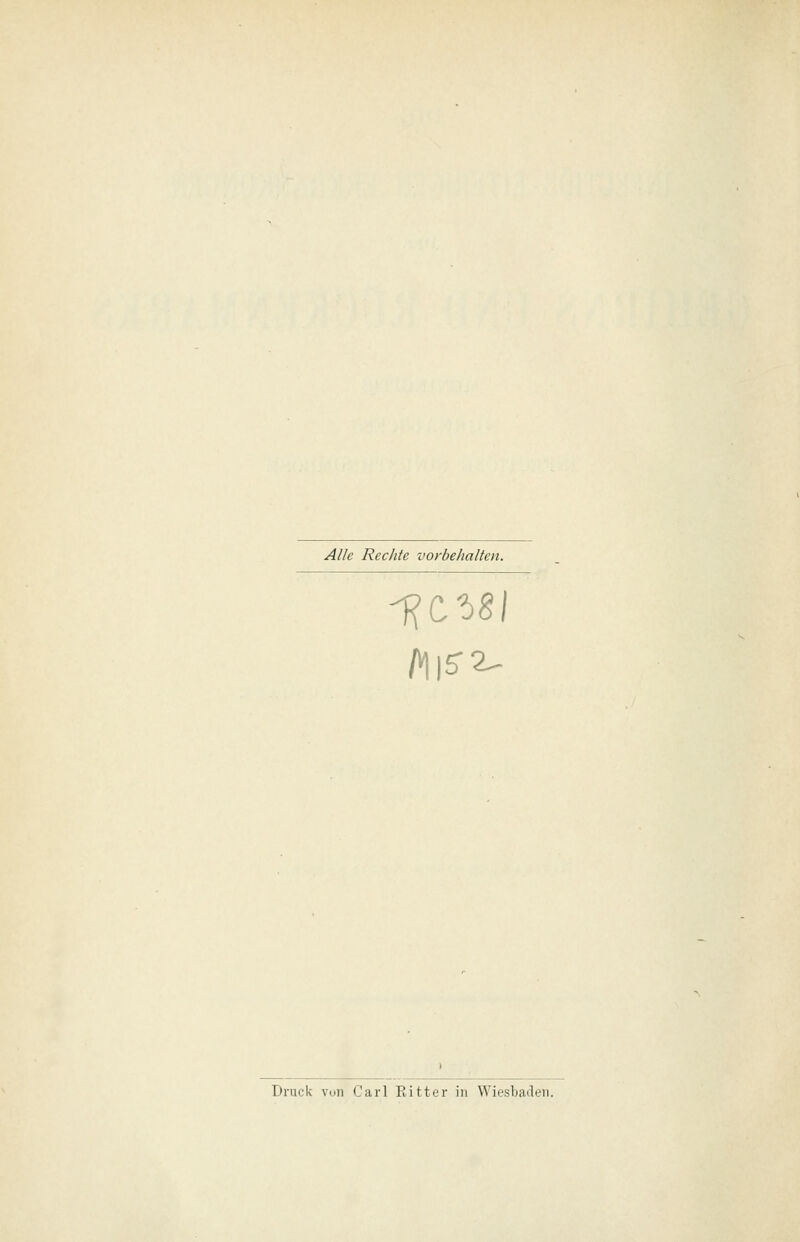 Alle Rechte vorbehalten.
RC381
M152
Druck von Carl Ritter in Wiesbaden.